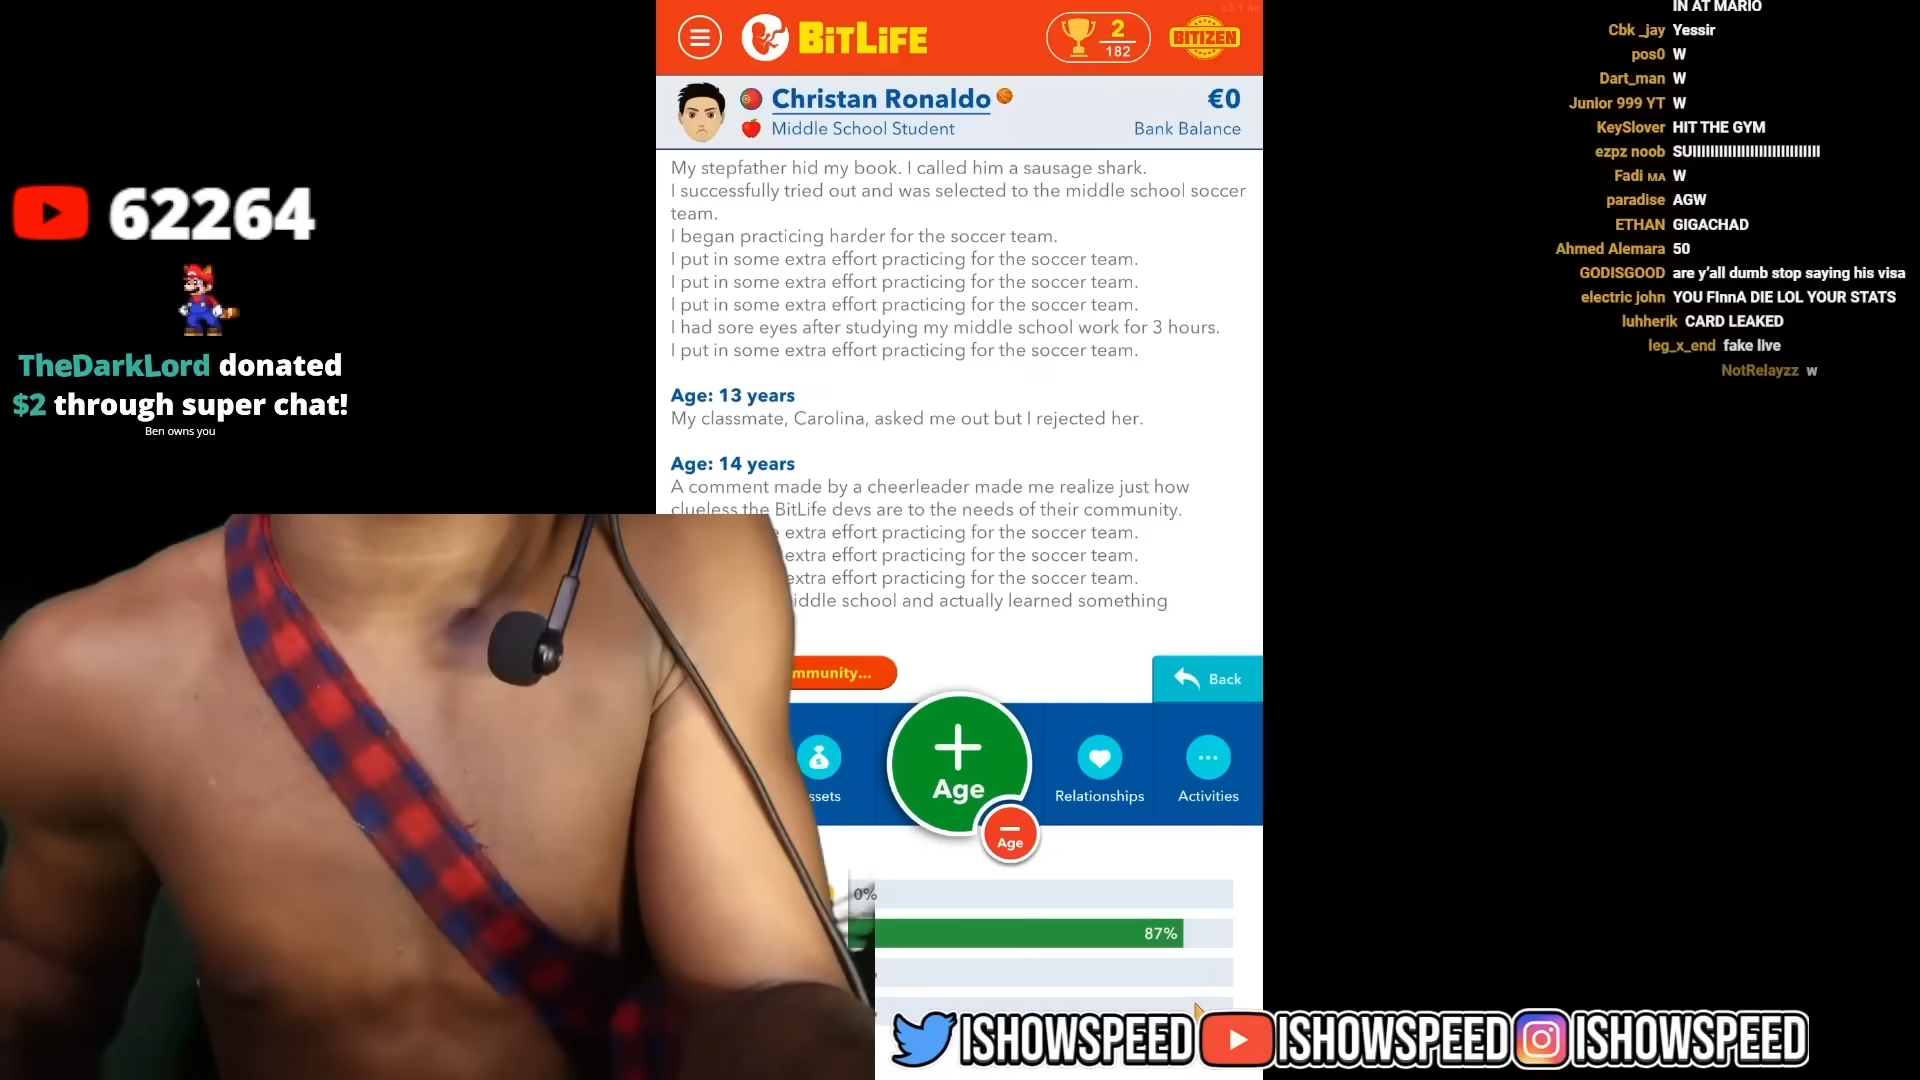 62264
TheDarkLord donated
$2 through super chat!
Ben owns you
BiTLiFE
2
182
BITIZEN
Christan Ronaldo
€0
Middle School Student
Bank Balance
My stepfather hid my book. I called him a sausage shark.
I successfully tried out and was selected to the middle school soccer
team.
I began practicing harder for the soccer team.
I put in some extra effort practicing for the soccer team.
I put in some extra effort practicing for the soccer team.
I put in some extra effort practicing for the soccer team.
I had sore eyes after studying my middle school work for 3 hours.
I put in some extra effort practicing for the soccer team.
Age: 13 years
My classmate, Carolina, asked me out but I rejected her.
Age: 14 years
A comment made by a cheerleader made me realize just how
clueless the BitLife devs are to the needs of their community.
extra effort practicing for the soccer team.
extra effort practicing for the soccer team.
extra effort practicing for the soccer team.
iddle school and actually learned something
mmunity...
Back
ssets
Age
Age
Relationships
Activities
0%
87%
IN AT MARIO
Cbk _jay Yessir
pos0 W
Dart_man W
Junior 999 YT W
KeySlover HIT THE GYM
ezpz noob SUIIIIIIIIIIIIIIIIIIIIIIIIIIIII
Fadi MA W
paradise AGW
ETHAN GIGACHAD
Ahmed Alemara 50
GODISGOOD are y'all dumb stop saying his visa
electric john YOU FInnA DIE LOL YOUR STATS
luhherik CARD LEAKED
leg_x_end fake live
NotRelayzz w
ISHOWSPEED ISHOWSPEED ISHOWSPEED